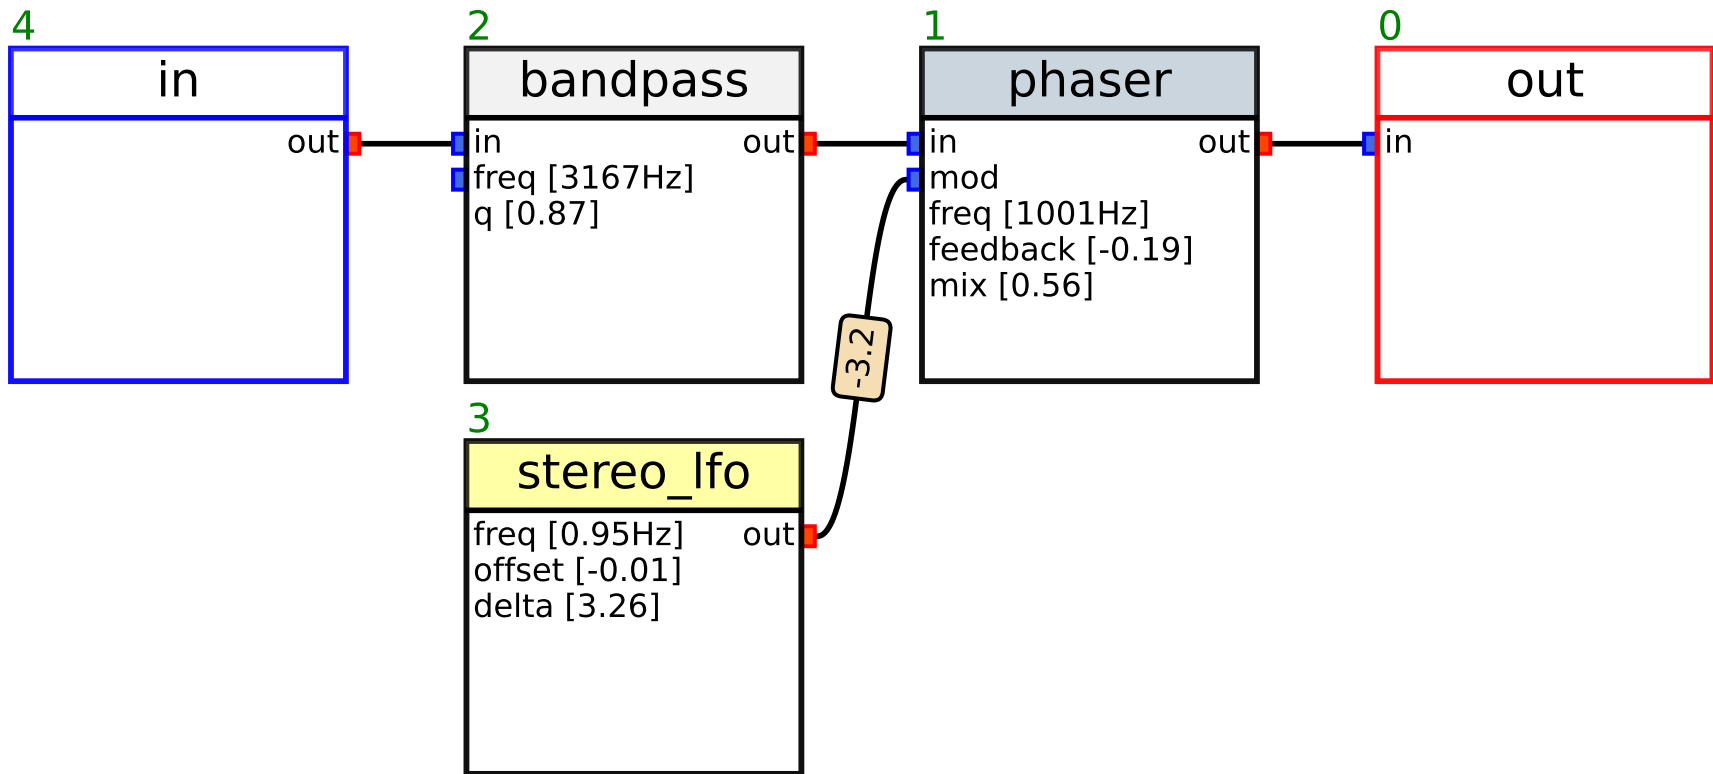 4
in
out
2
bandpass
in
out
freq [3167Hz]
q [0.87]
1
phaser
in
out
mod
freq [1001Hz]
feedback [-0.19]
mix [0.56]
0
out
in
-3.2
3
stereo_lfo
freq [0.95Hz]
out
offset [-0.01]
delta [3.26]